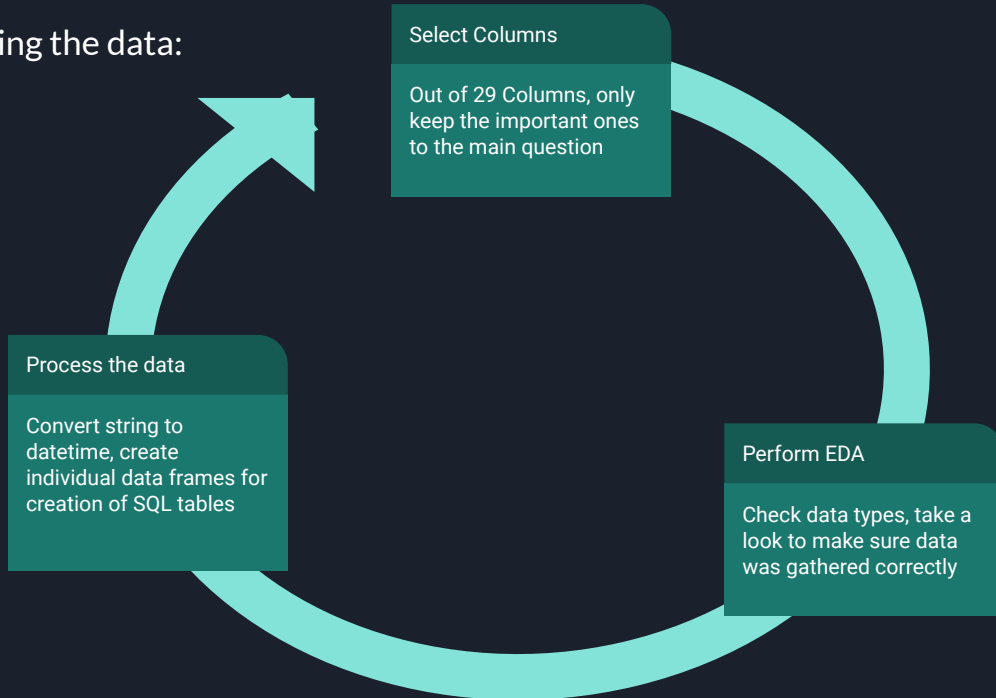 ing the data:
Select Columns
Out of 29 Columns, only
keep the important ones
to the main question
Process the data
Convert string to
datetime, create
individual data frames for
creation of SQL tables
Perform EDA
Check data types, take a
look to make sure data
was gathered correctly